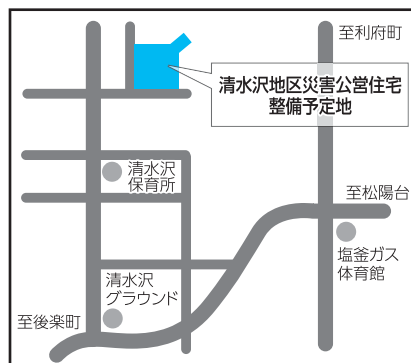 至利府町
清水沢地区災害公営住宅
整備予定地
清水沢
保育所
至松陽台
塩釜ガス
体育館
清水沢
グラウンド
至後楽町